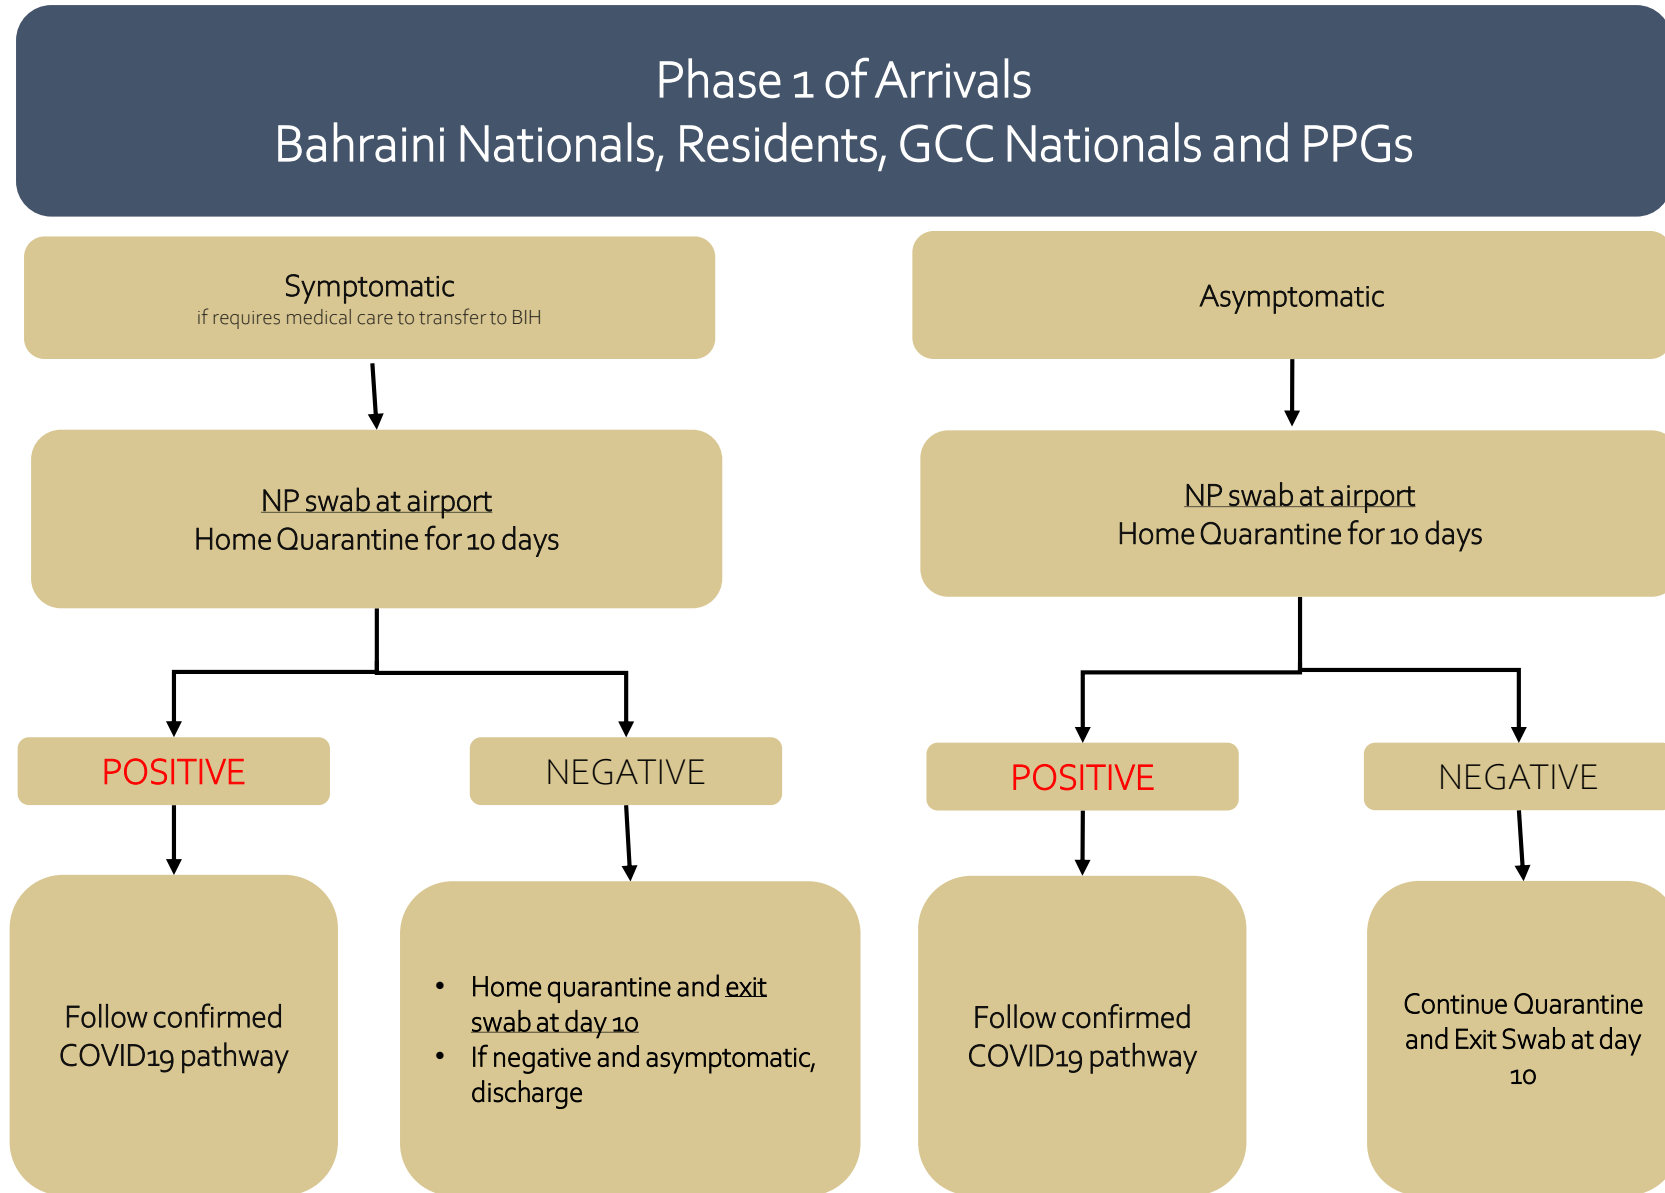 Phase 1 of Arrivals
Bahraini Nationals, Residents, GCC Nationals and PPGs
Symptomatic
if requires medical care to transfer to BIH
Asymptomatic
NP swab at airport
Home Quarantine for 10 days
NP swab at airport
Home Quarantine for 10 days
POSITIVE
NEGATIVE
POSITIVE
NEGATIVE
Follow confirmed
COVID19 pathway
• Home quarantine and exit
swab at day 10
• If negative and asymptomatic,
discharge
Follow confirmed
COVID19 pathway
Continue Quarantine
and Exit Swab at day
10